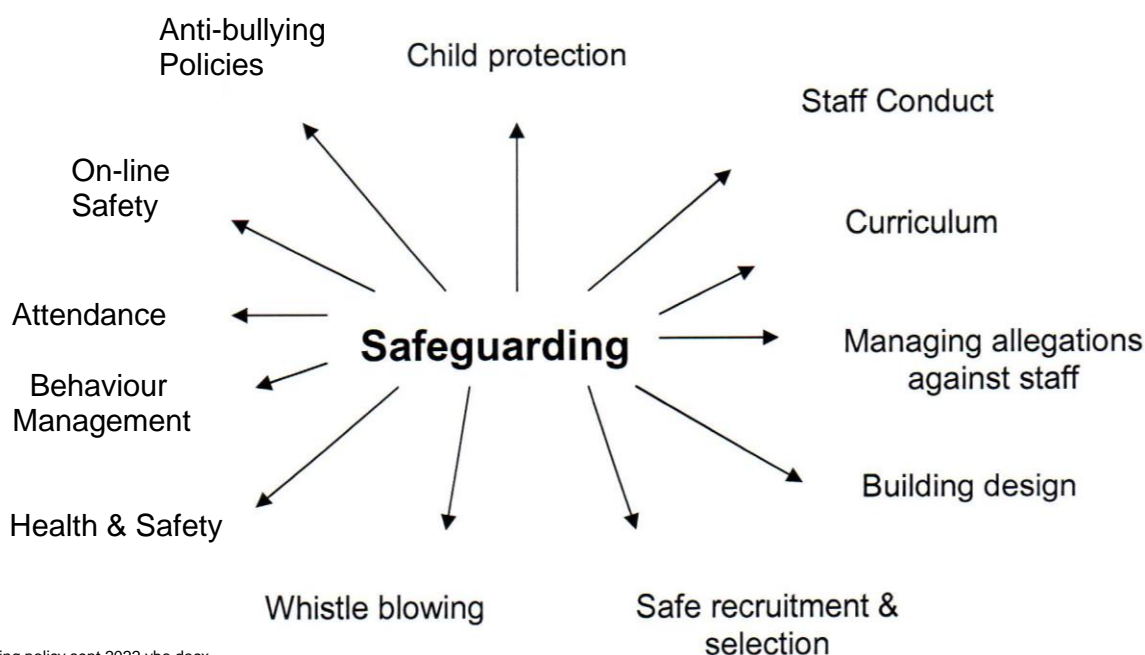 Anti-bullying
Policies
Child protection
Staff Conduct
On-line
Safety
Curriculum
Attendance
Safeguarding
Managing allegations
against staff
Behaviour
Management
Building design
Health & Safety
Whistle blowing
Safe recruitment &
selection